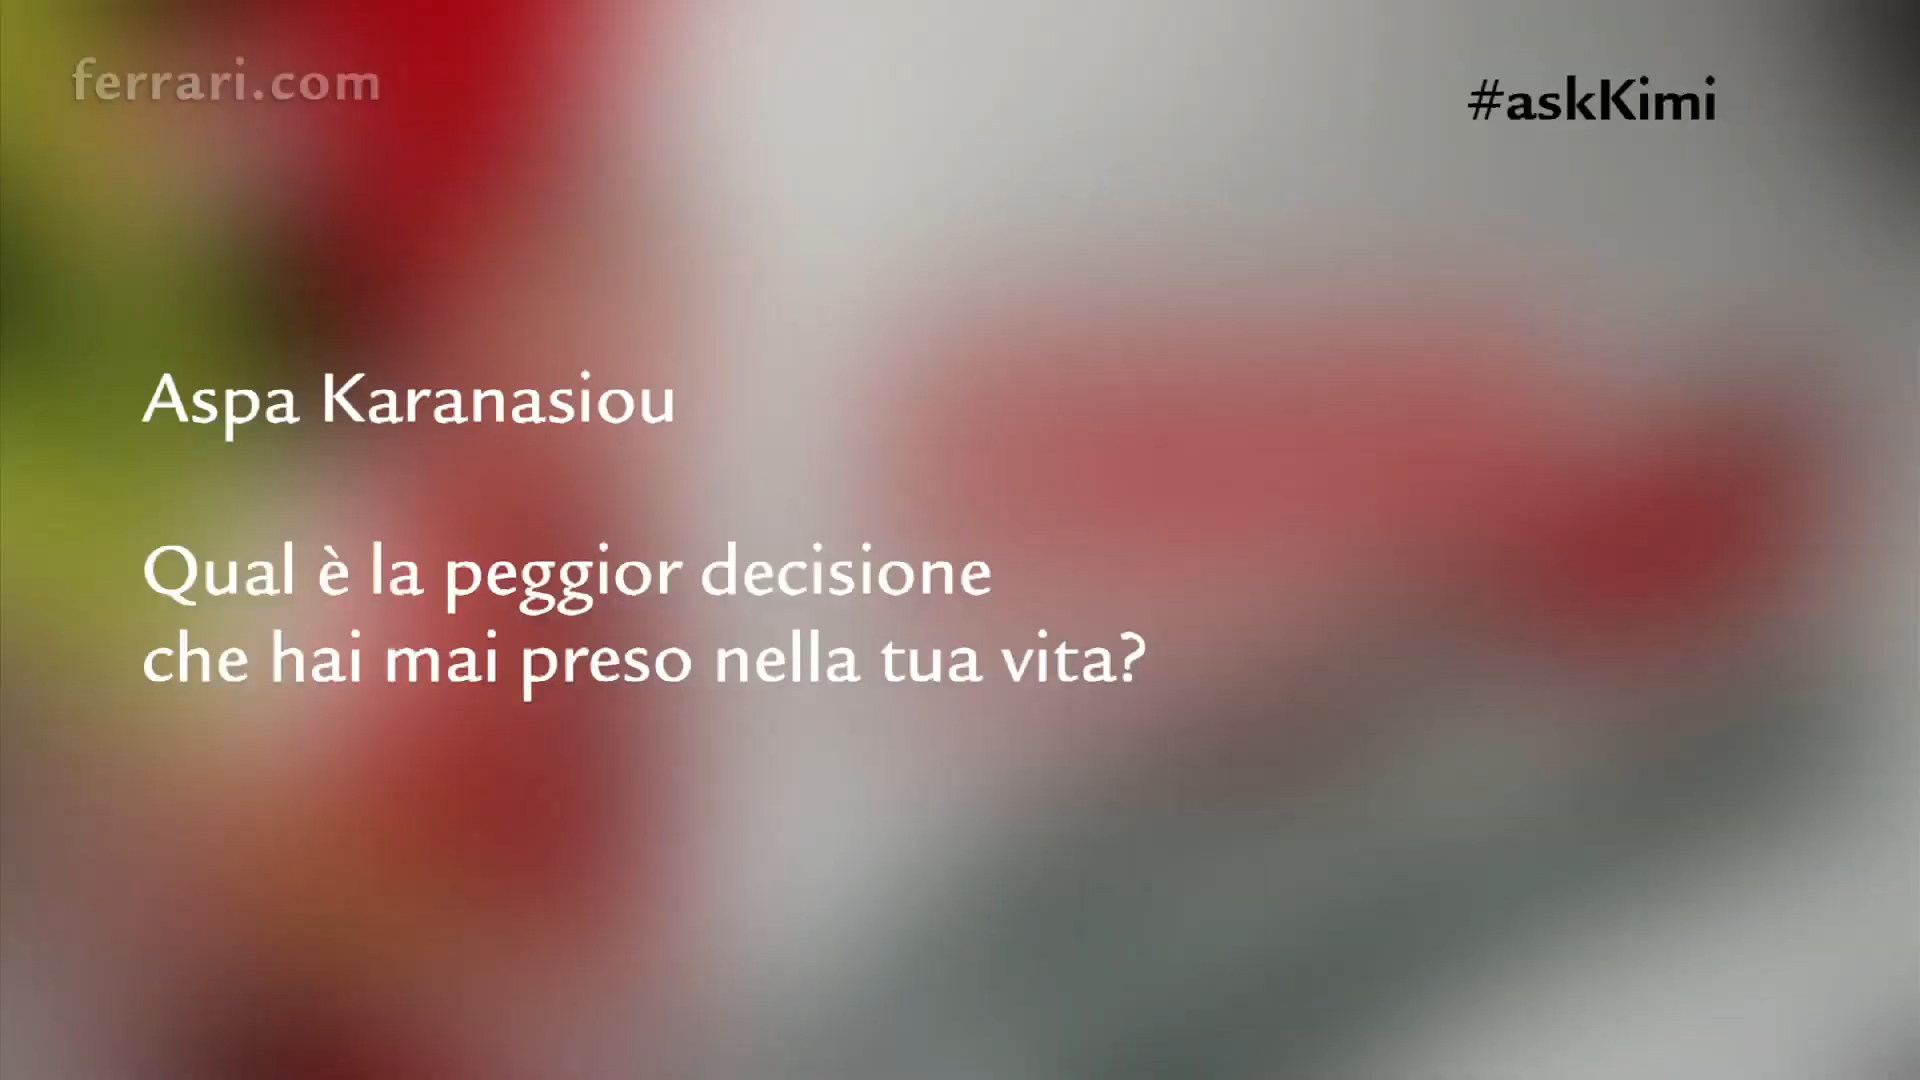 ferrari.com
#askKimi
Aspa Karanasiou
Qual è la peggior decisione
che hai mai preso nella tua vita?